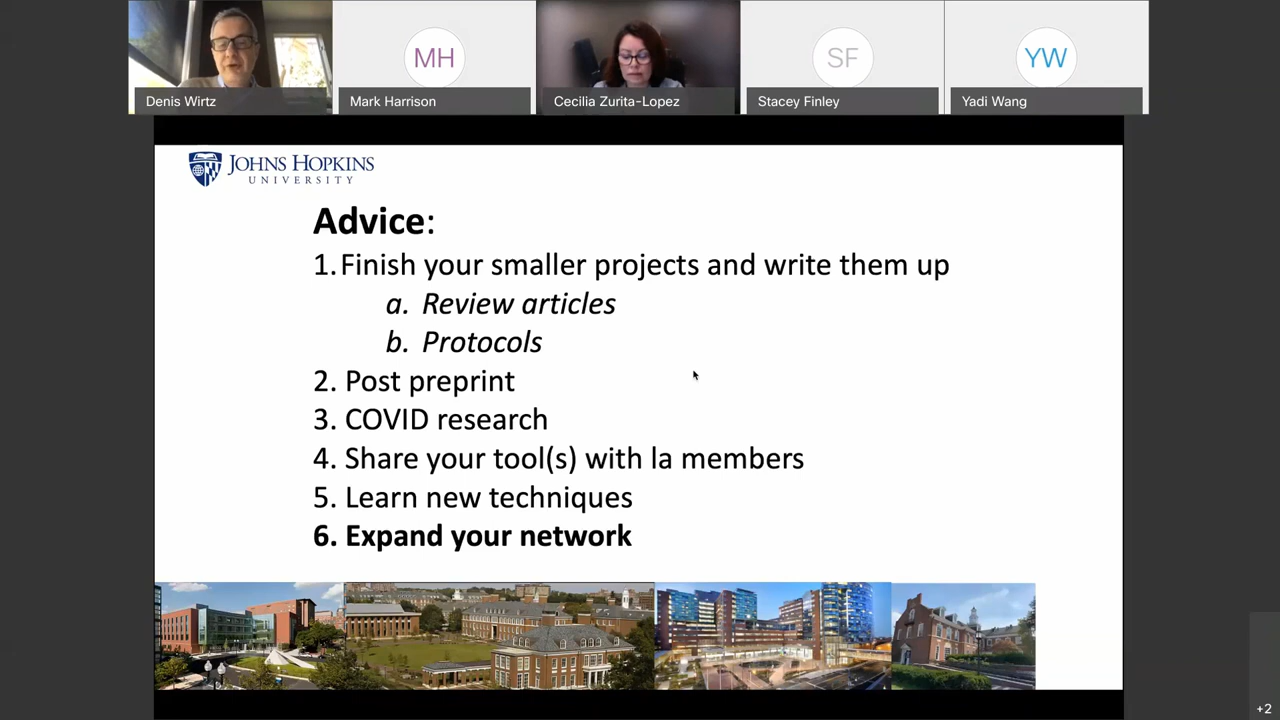 MH
SF
YW
Denis Wirtz
Mark Harrison
Cecilia Zurita-Lopez
Stacey Finley
Yadi Wang
JOHNS HOPKINS
UNIVERSITY
Advice:
1. Finish your smaller projects and write them up
a. Review articles
b. Protocols
2. Post preprint
3. COVID research
4. Share your tool(s) with la members
5. Learn new techniques
6. Expand your network
+2